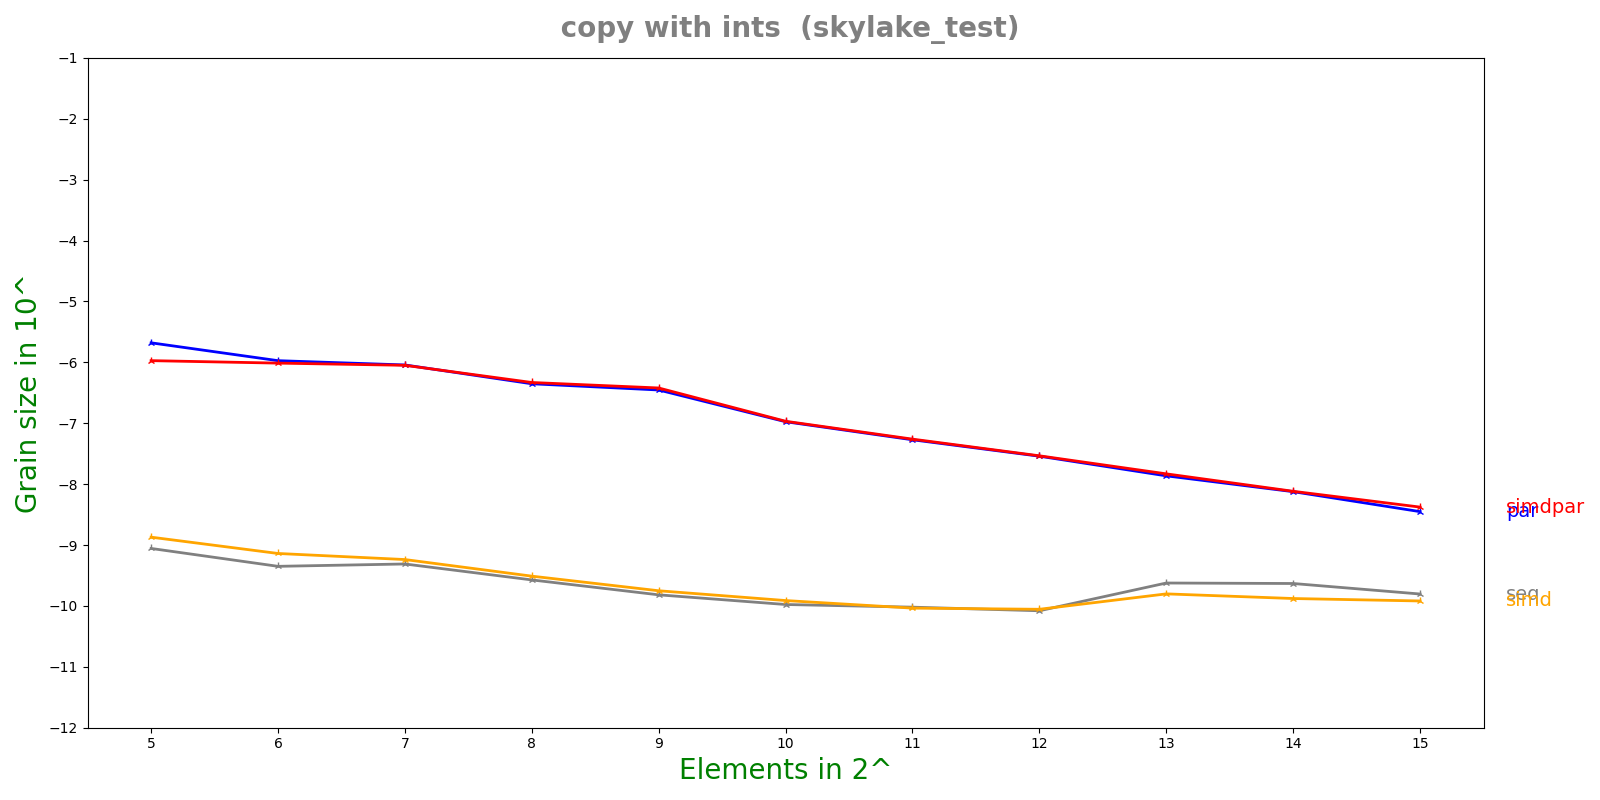 copy with ints  (skylake_test)
Grain size in 10^
−1
−2
−3
−4
−5
−6
−7
−8
−9
−10
−11
−12
simdpar
par
seq
simd
5 6 7 8 9 10 11 12 13 14 15
Elements in 2^